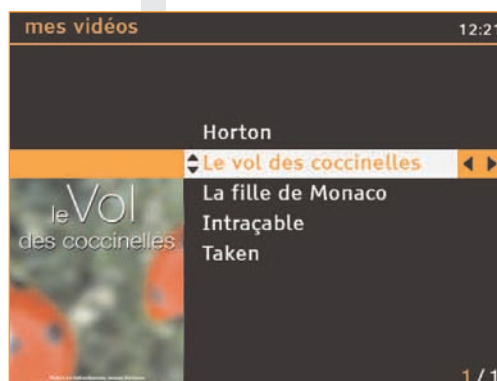 mes vidéos 12:21
Horton
Le vol des coccinelles
La fille de Monaco
Intraçable
Taken
le Vol
des coccinelles
1/1